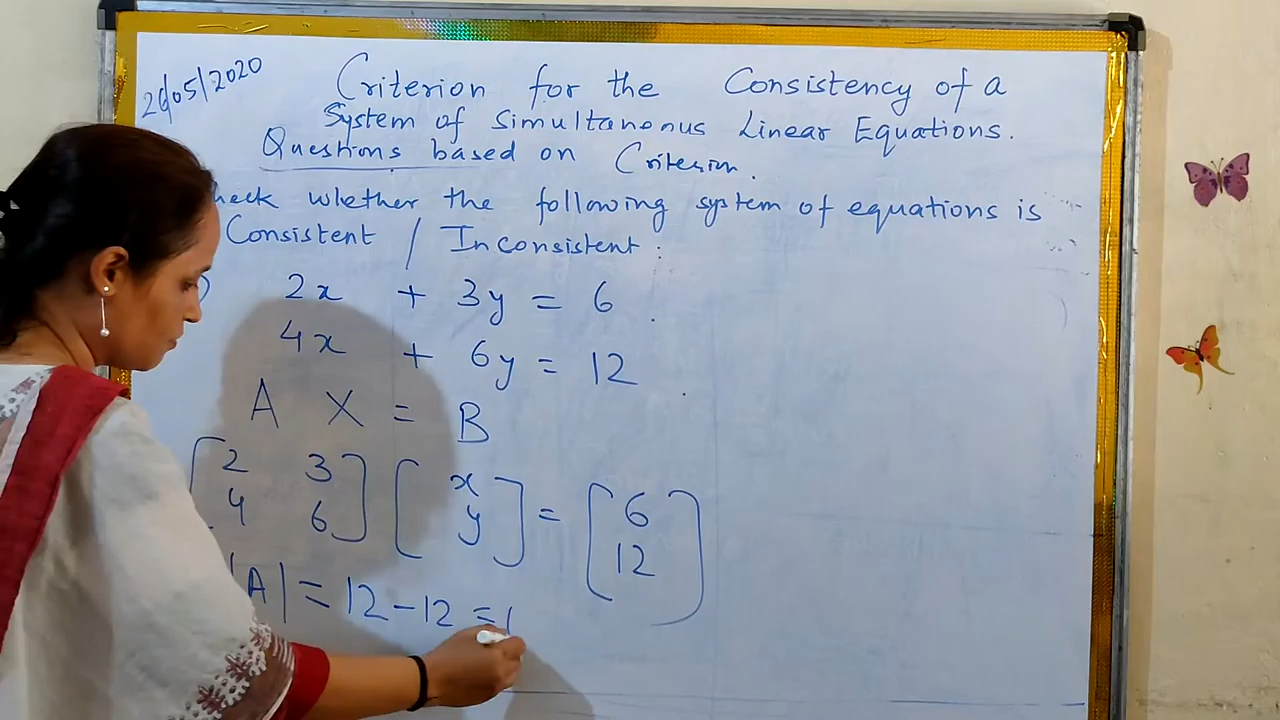 20/05/2020
Criterion for the Consistency of a
System of Simultanonus Linear Equations.
Questions based on Criterion.
heck whether the following system of equations is
Consistent / Inconsistent :
2x + 3y = 6
4x + 6y = 12
A X = B
[2 3] [x] = [6]
[4 6] [y] [12]
|A| = 12 - 12 =